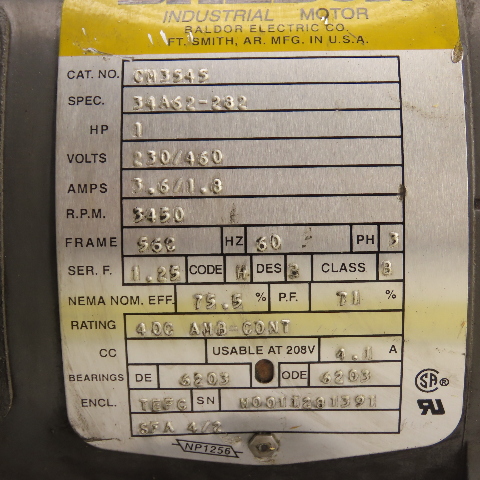 INDUSTRIAL MOTOR
BALDOR ELECTRIC CO.
FT. SMITH, AR. MFG. IN U.S.A.
CAT. NO. CM3545
SPEC. 34A62-282
HP 1
VOLTS 230/460
AMPS 3.6/1.8
R.P.M. 3450
FRAME 56C HZ 60 PH 3
SER. F. 1.25 CODE DES CLASS B
NEMA NOM. EFF. 75.5 % P.F. 71 %
RATING 40C AMB-CONT
CC USABLE AT 208V 4.1 A
BEARINGS DE 6203 ODE 6203
ENCL. TEFC SN
NP1256